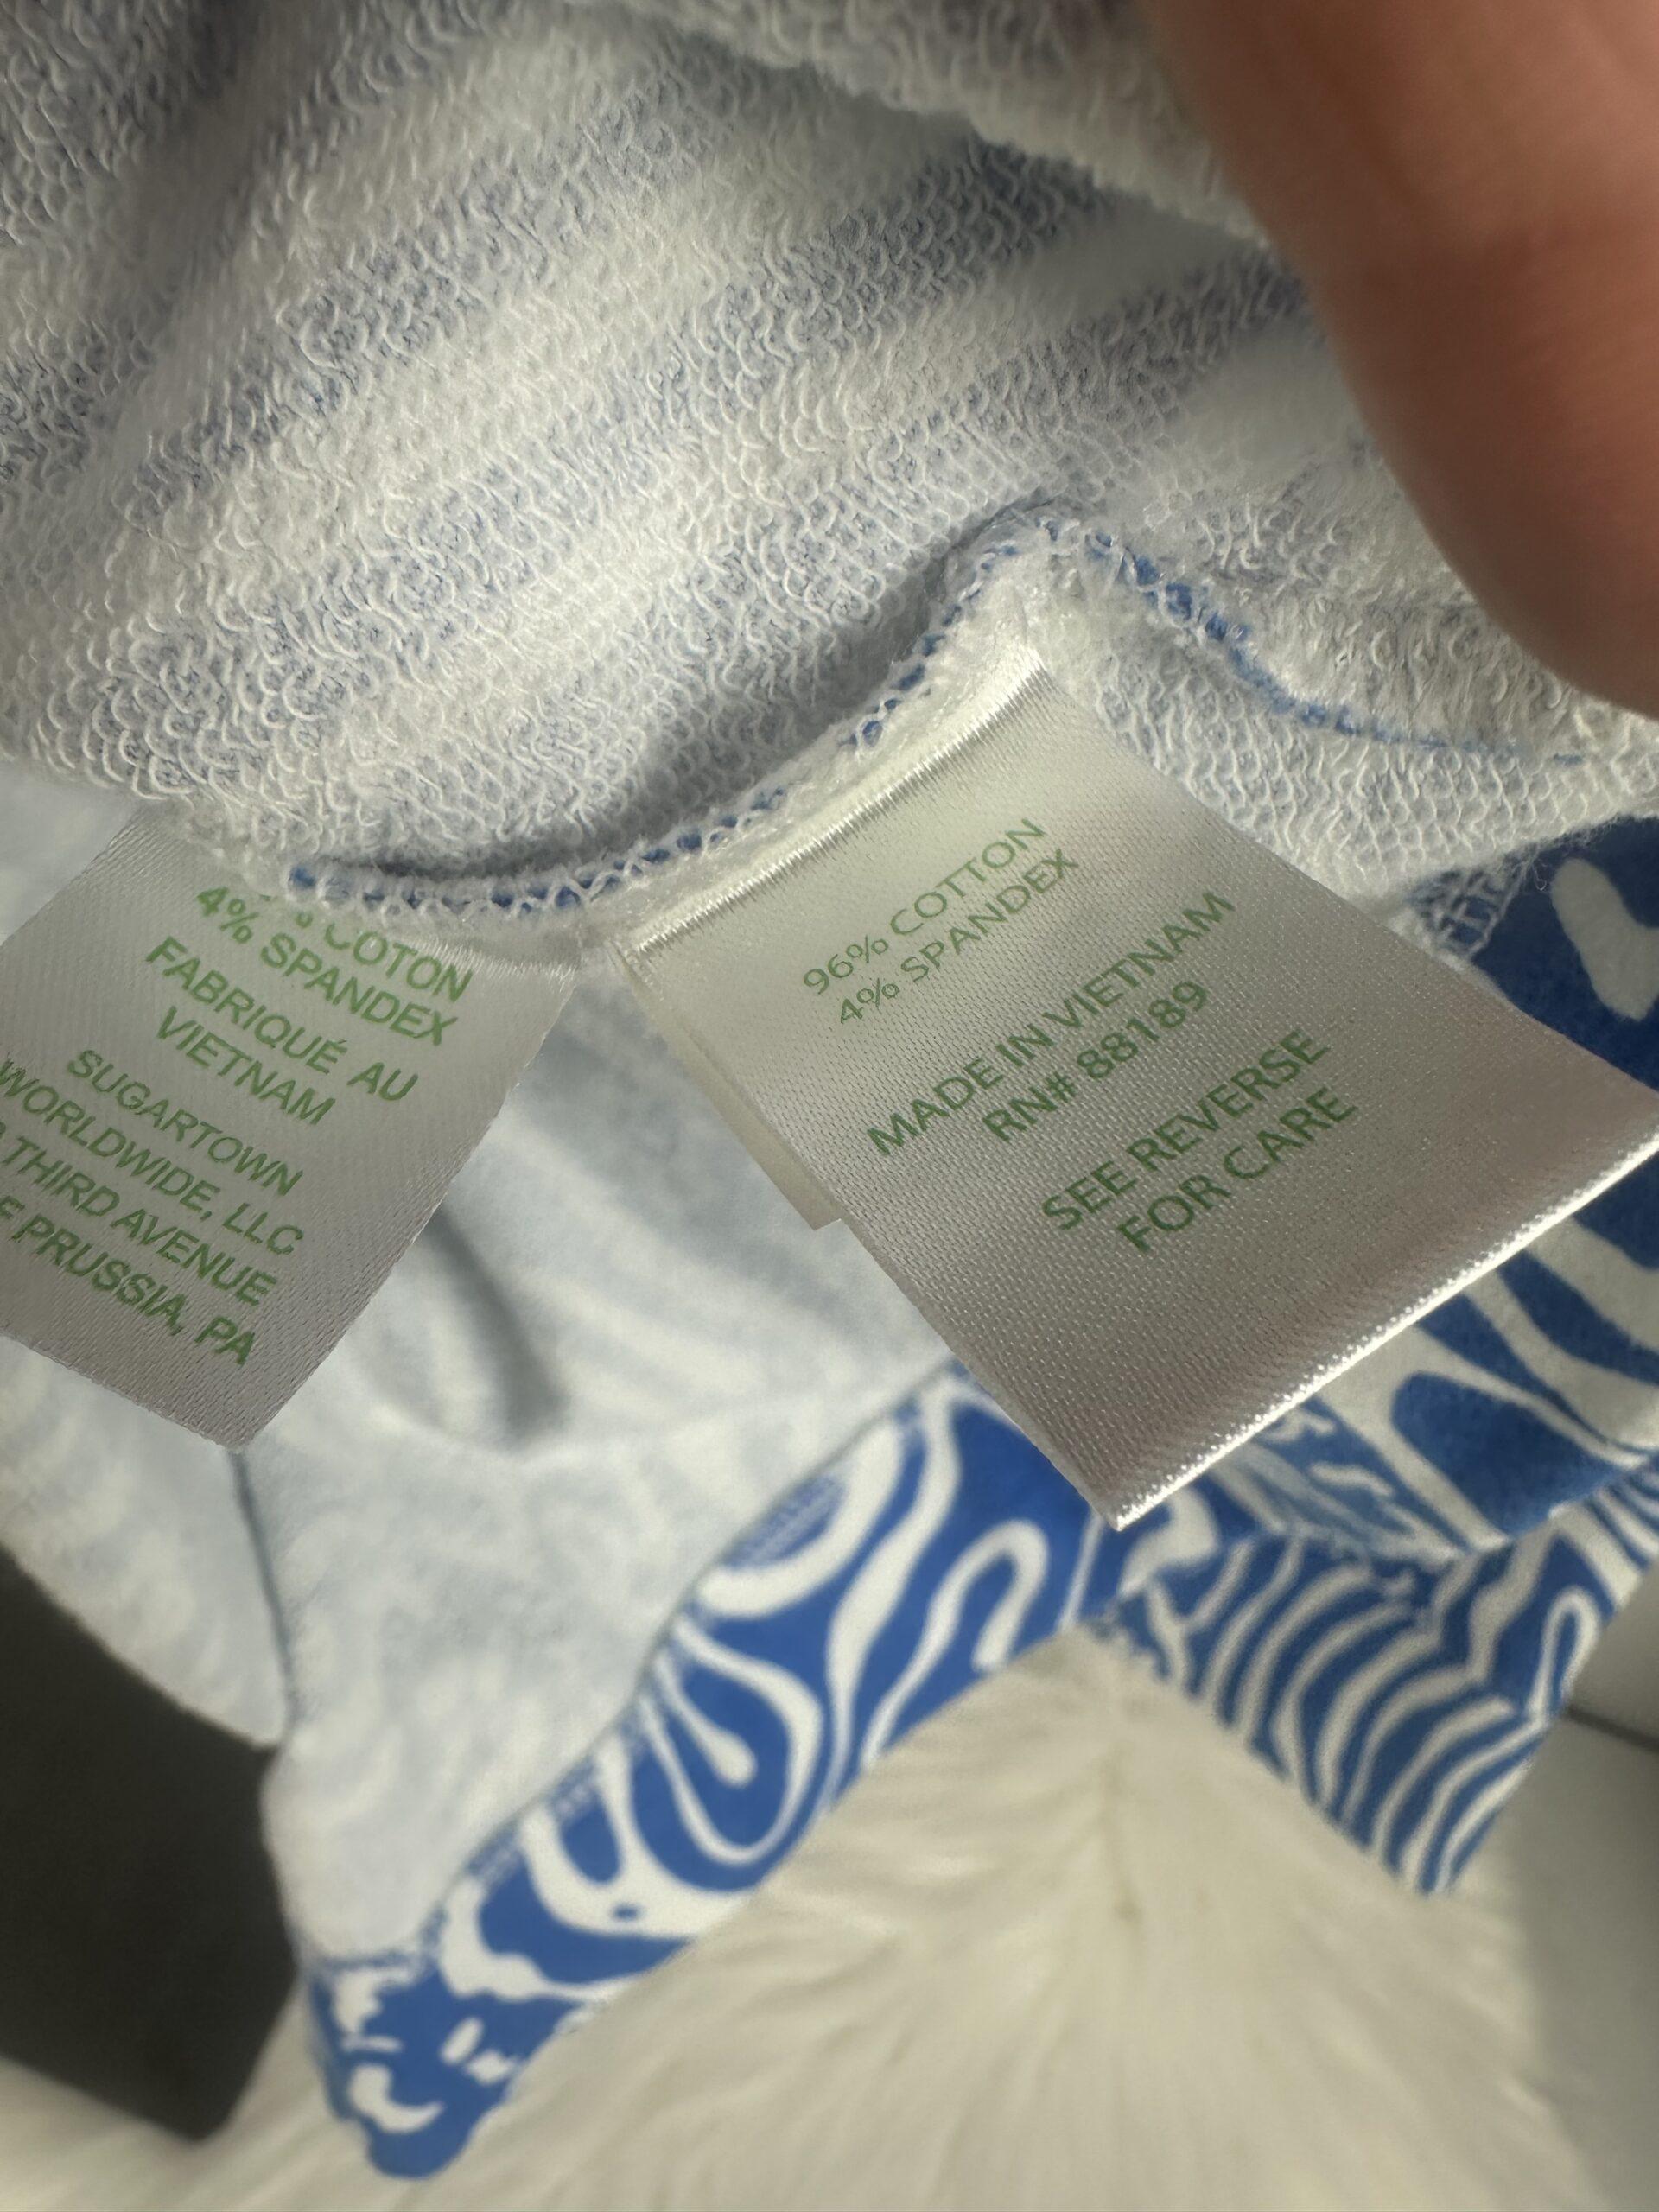 COTON
4% SPANDEX
FABRIQUÉ AU
VIETNAM
SUGARTOWN
WORLDWIDE, LLC
THIRD AVENUE
PRUSSIA, PA
96% COTTON
4% SPANDEX
MADE IN VIETNAM
RN# 88189
SEE REVERSE
FOR CARE